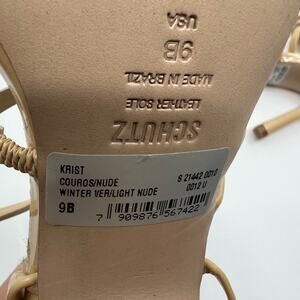 SCHUTZ
LEATHER SOLE
MADE IN BRAZIL
9B
USA
KRIST
COUROS/NUDE
WINTER VER/LIGHT NUDE
9B
S 21442 0010
0012 U
7 909876 567422